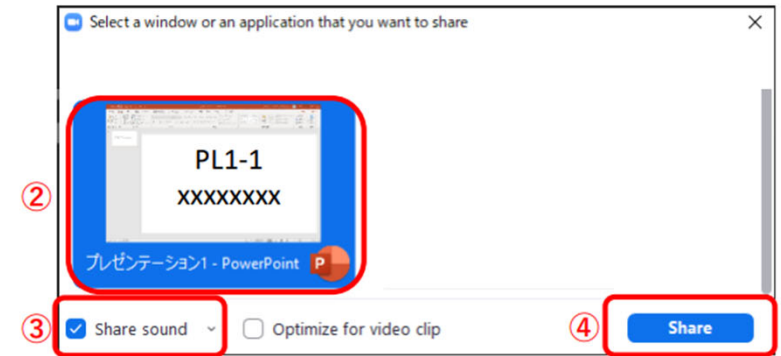 Select a window or an application that you want to share
PL1-1
XXXXXXXX
②
プレゼンテーション1 - PowerPoint
P
③
Share sound
Optimize for video clip
④
Share